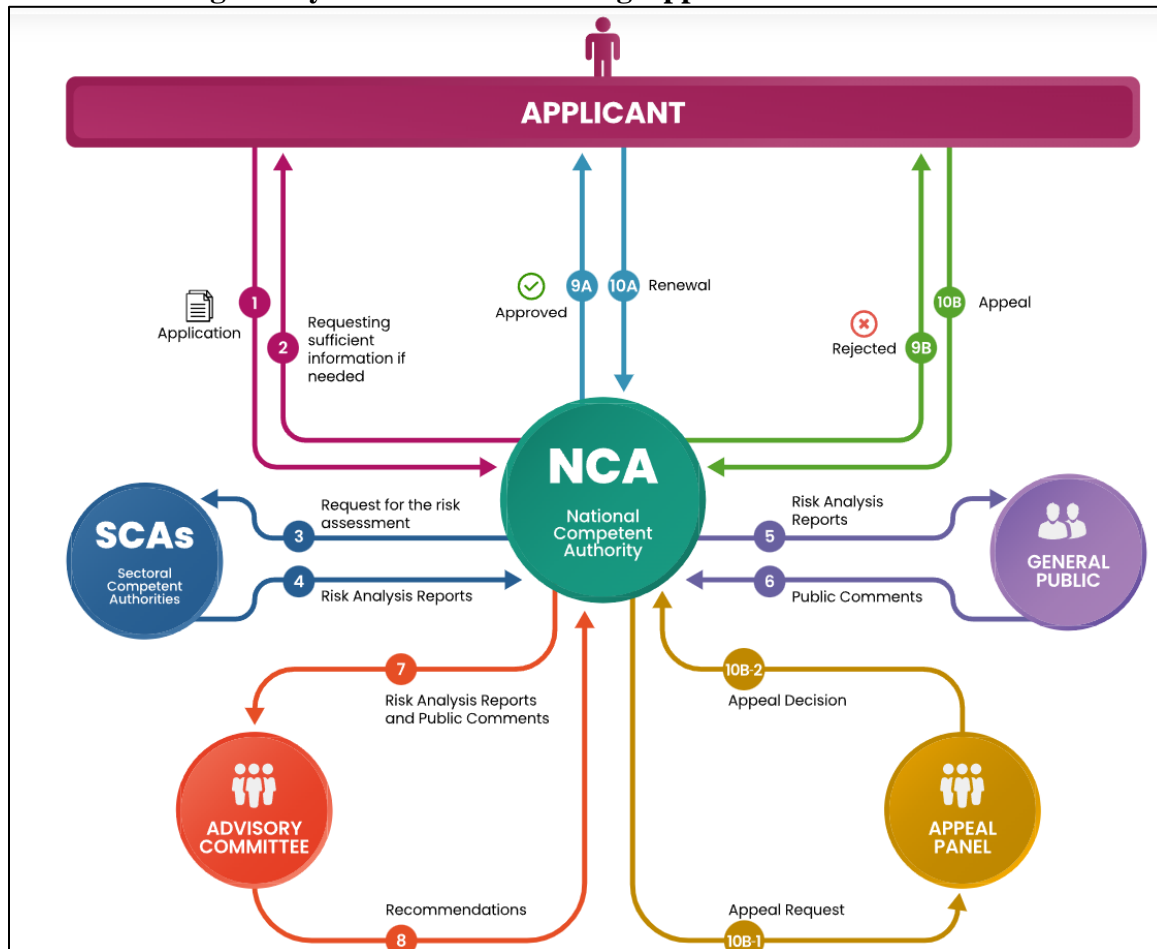 APPLICANT
1
Application
2
Requesting
sufficient
information if
needed
9A
Approved
10A
Renewal
9B
Rejected
10B
Appeal
NCA
National
Competent
Authority
SCAs
Sectoral
Competent
Authorities
3
Request for the risk
assessment
4
Risk Analysis Reports
5
Risk Analysis
Reports
6
Public Comments
GENERAL
PUBLIC
7
Risk Analysis Reports
and Public Comments
ADVISORY
COMMITTEE
8
Recommendations
10B-2
Appeal Decision
APPEAL
PANEL
Appeal Request
10B-1